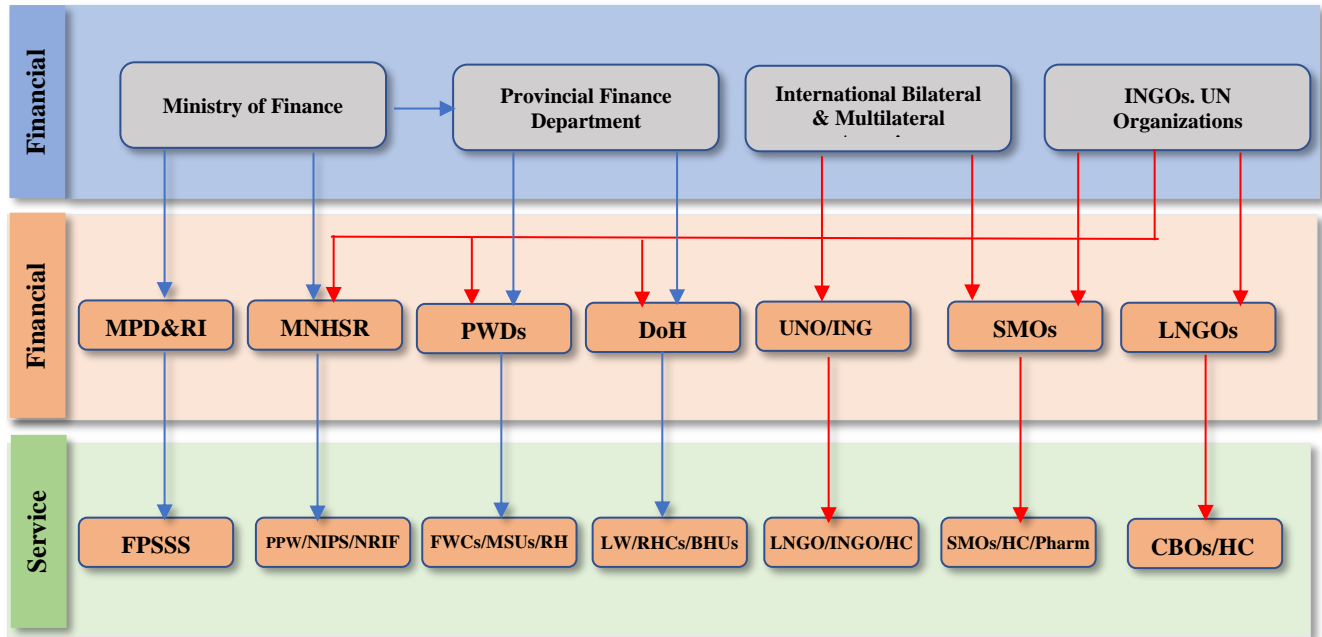 Financial
Ministry of Finance
Provincial Finance
Department
International Bilateral
& Multilateral
INGOs. UN
Organizations
Financial
MPD&RI
MNHSR
PWDs
DoH
UNO/ING
SMOs
LNGOs
Service
FPSSS
PPW/NIPS/NRIF
FWCs/MSUs/RH
LW/RHCs/BHUs
LNGO/INGO/HC
SMOs/HC/Pharm
CBOs/HC